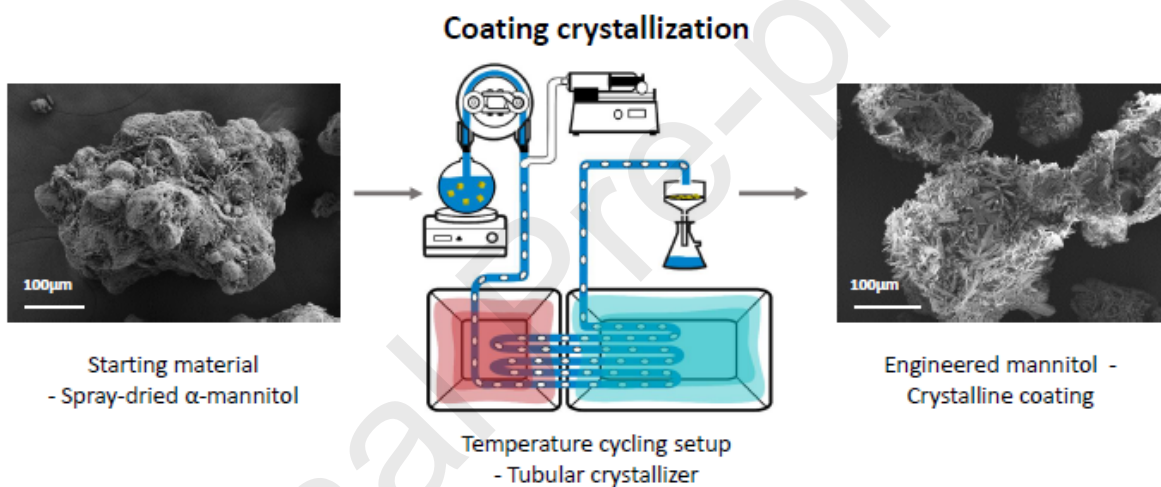 Coating crystallization
100µm
Starting material
- Spray-dried α-mannitol
Temperature cycling setup
- Tubular crystallizer
100µm
Engineered mannitol -
Crystalline coating